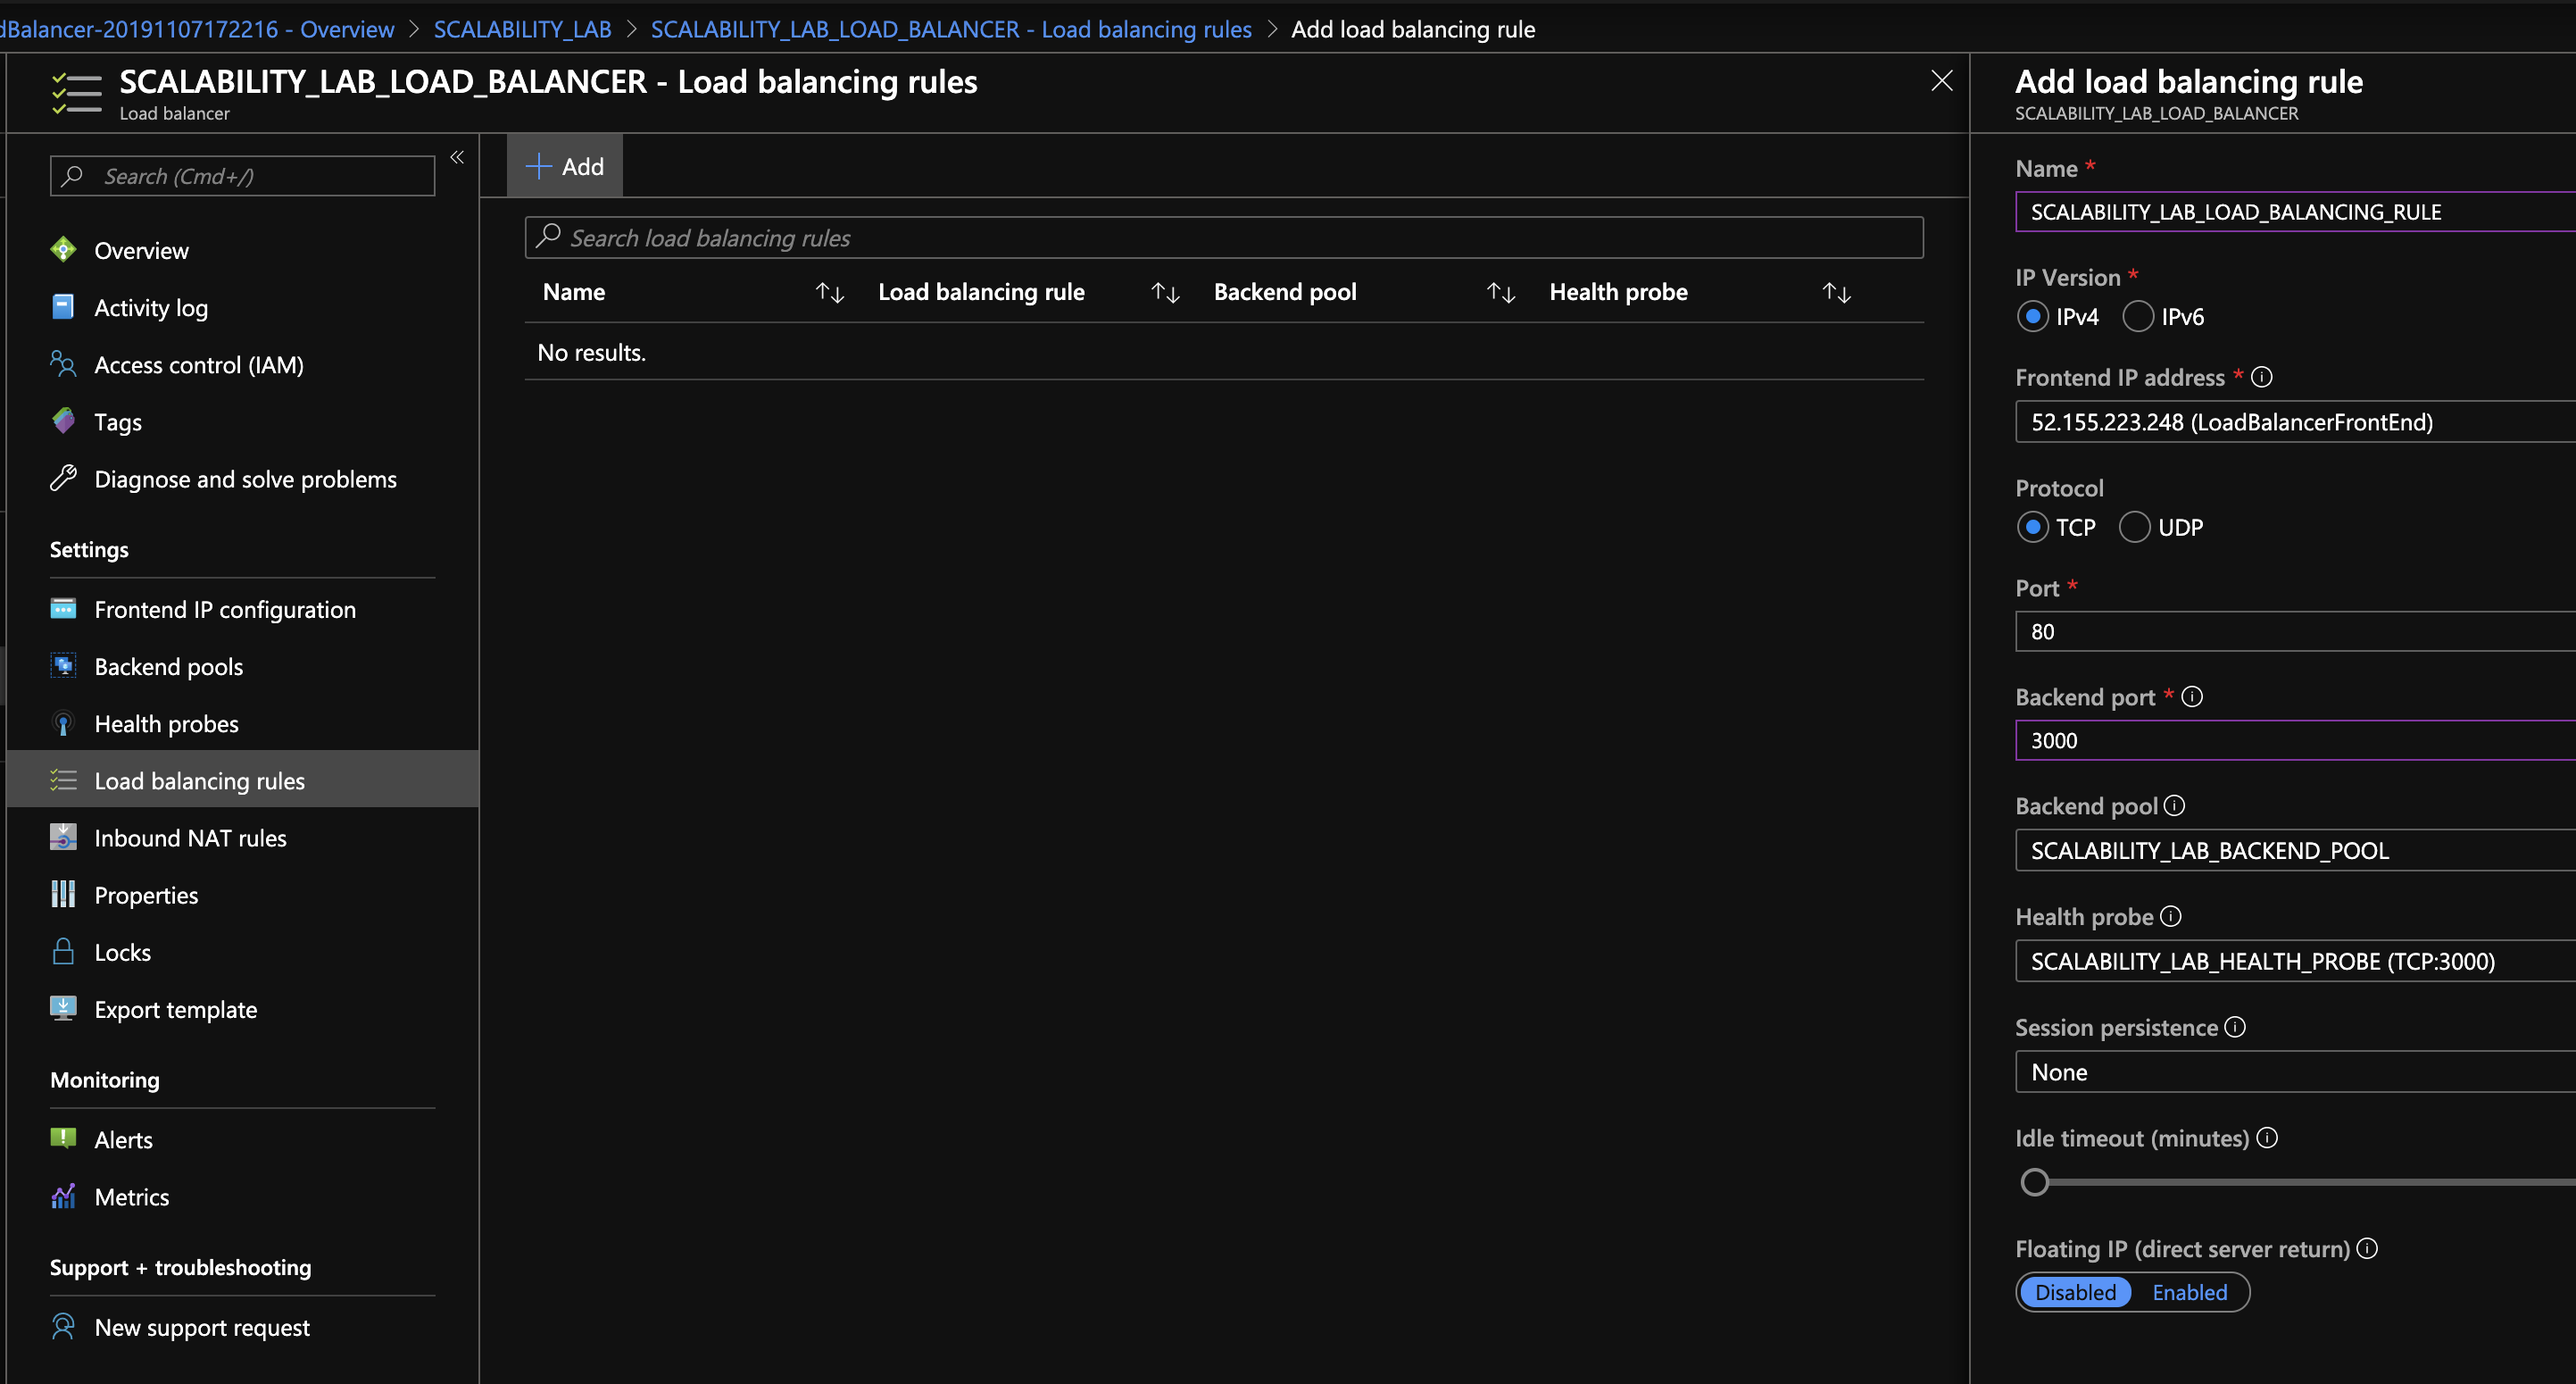 dBalancer-20191107172216 - Overview > SCALABILITY_LAB > SCALABILITY_LAB_LOAD_BALANCER - Load balancing rules > Add load balancing rule
SCALABILITY_LAB_LOAD_BALANCER - Load balancing rules
Load balancer
Search (Cmd+/)
Overview
Activity log
Access control (IAM)
Tags
Diagnose and solve problems
Settings
Frontend IP configuration
Backend pools
Health probes
Load balancing rules
Inbound NAT rules
Properties
Locks
Export template
Monitoring
Alerts
Metrics
Support + troubleshooting
New support request
Add
Search load balancing rules
Name Load balancing rule Backend pool Health probe
No results.
Add load balancing rule
SCALABILITY_LAB_LOAD_BALANCER
Name *
SCALABILITY_LAB_LOAD_BALANCING_RULE
IP Version *
IPv4 IPv6
Frontend IP address *
52.155.223.248 (LoadBalancerFrontEnd)
Protocol
TCP UDP
Port *
80
Backend port *
3000
Backend pool
SCALABILITY_LAB_BACKEND_POOL
Health probe
SCALABILITY_LAB_HEALTH_PROBE (TCP:3000)
Session persistence
None
Idle timeout (minutes)
Floating IP (direct server return)
Disabled Enabled